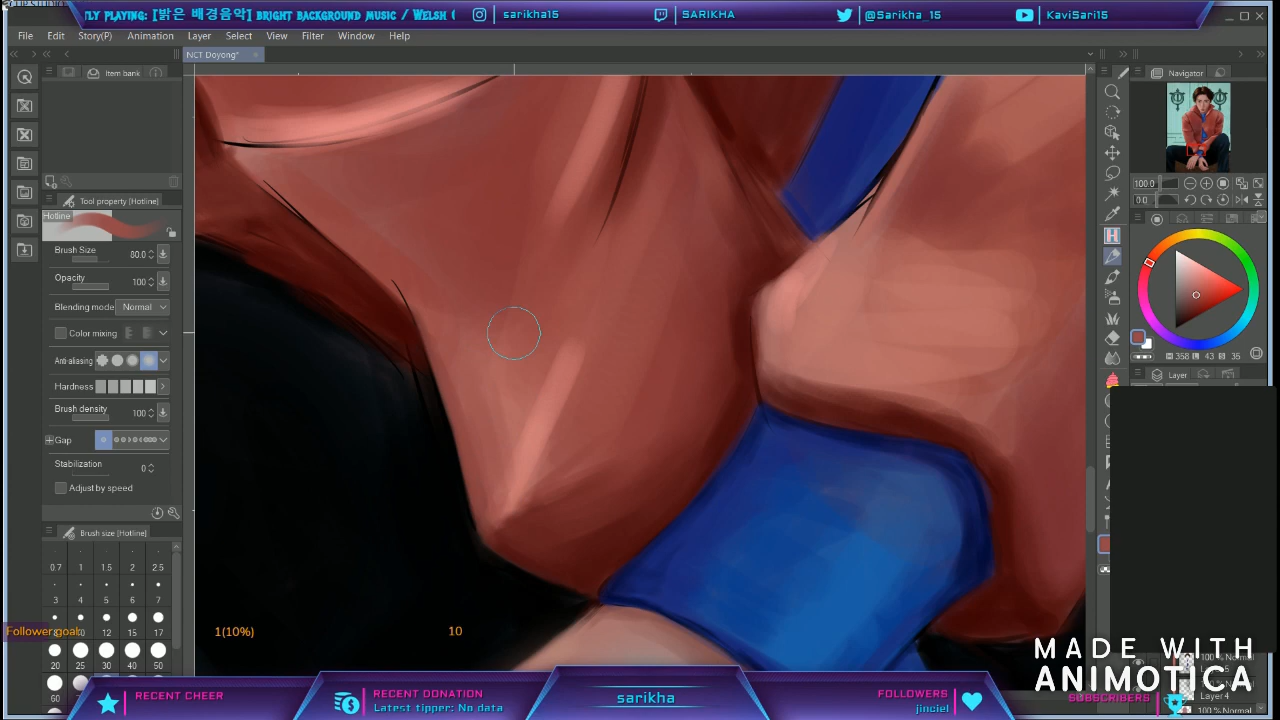 TLY PLAYING: [밝은 배경음악] BRIGHT BACKGROUND MUSIC / WELSH (
sarikha15
SARIKHA
@Sarikha_15
KaviSari15
File Edit Story(P) Animation Layer Select View Filter Window Help
NCT Doyong*
Item bank
Navigator
100.0
0.0
Tool property [Hotline]
Hotline
Brush Size 80.0
Opacity 100
Blending mode Normal
Color mixing
Anti-aliasing
Hardness
Brush density 100
Gap
Stabilization 0
Adjust by speed
H 358 L 43 S 35
Layer
Brush size [Hotline]
0.7 1 1.5 2 2.5
3 4 5 6 7
12 15 17
20 25 30 40 50
60
Follower goal:
1(10%)
10
100 % Normal
Layer 4
100 % Normal
MADE WITH
ANIMOTICA
RECENT CHEER
RECENT DONATION
Latest tipper: No data
sarikha
FOLLOWERS
jinciel
SUBSCRIBERS